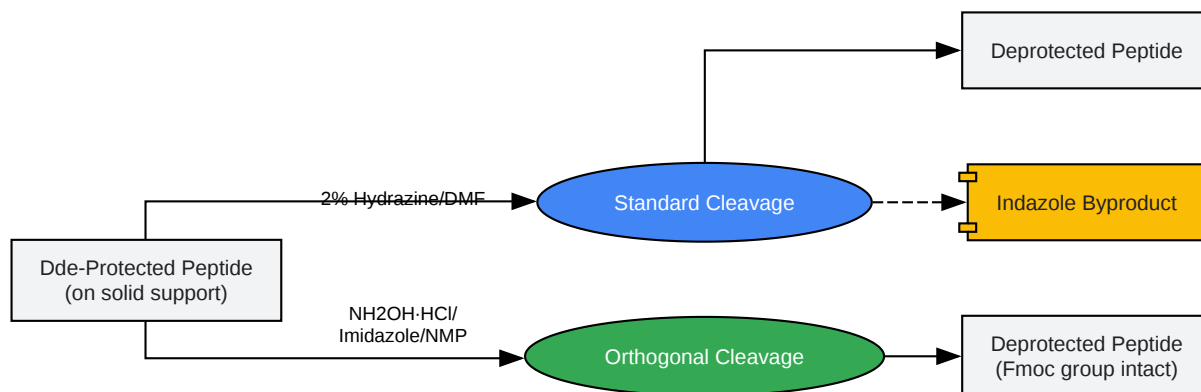 Deprotected Peptide
2% Hydrazine/DMF
Standard Cleavage
Indazole Byproduct
Dde-Protected Peptide
(on solid support)
NH2OH·HCl/
Imidazole/NMP
Orthogonal Cleavage
Deprotected Peptide
(Fmoc group intact)